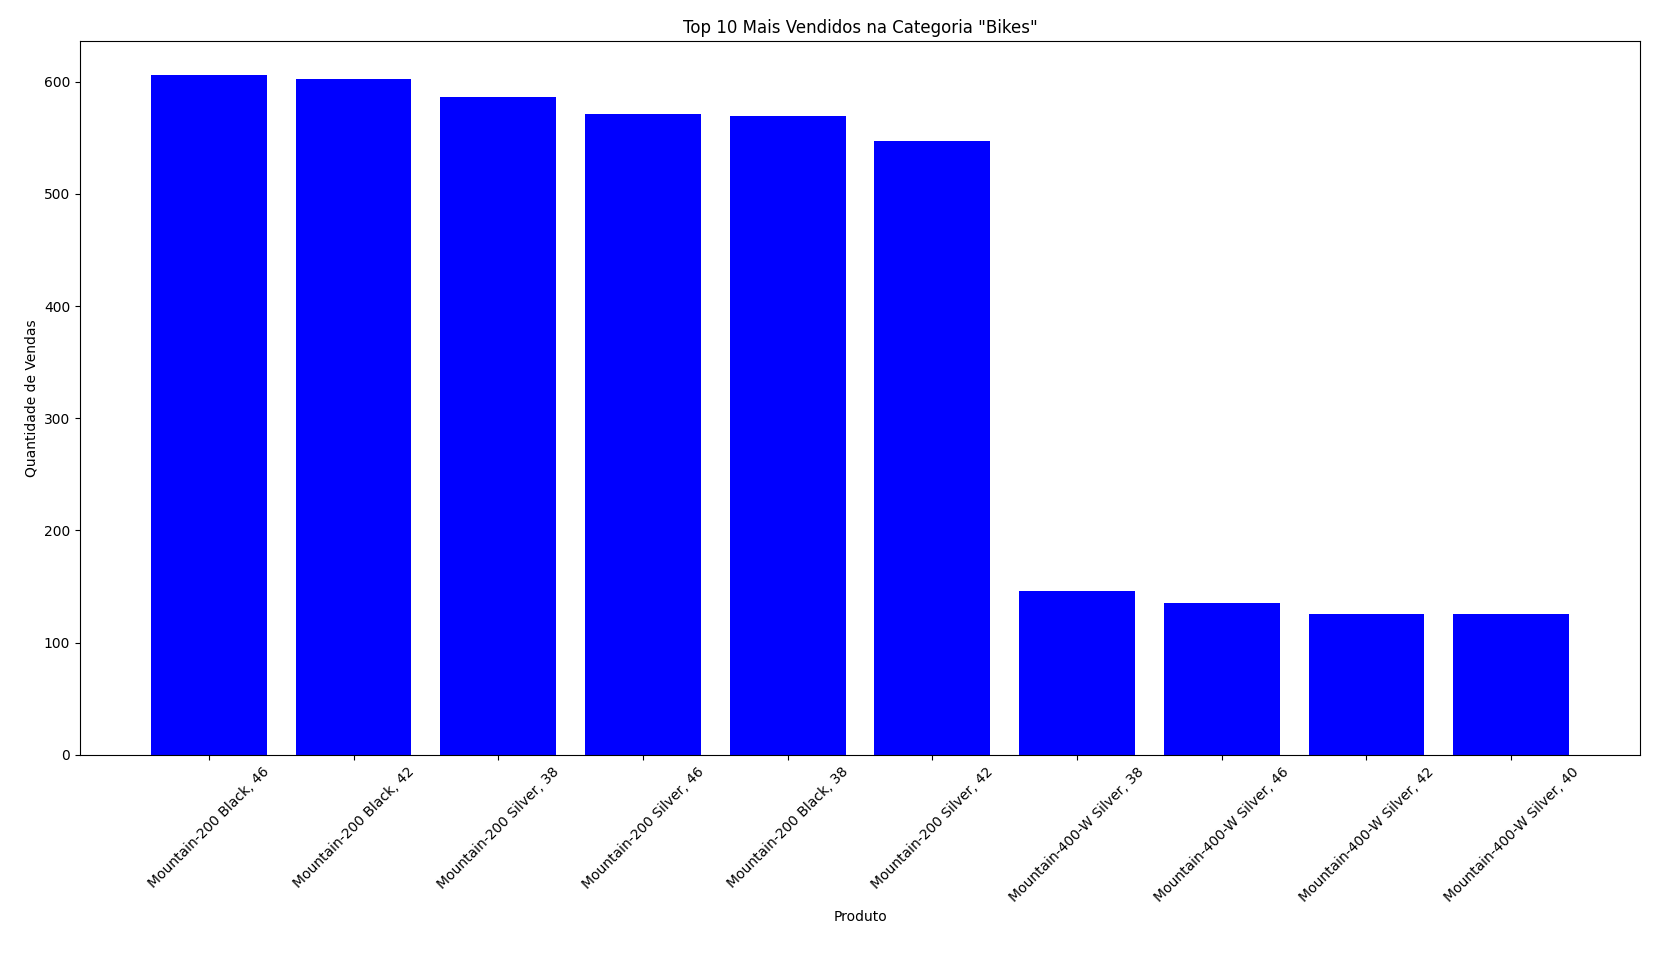 Top 10 Mais Vendidos na Categoria "Bikes"
Quantidade de Vendas
600
500
400
300
200
100
0
Mountain-200 Black, 46
Mountain-200 Black, 42
Mountain-200 Silver, 38
Mountain-200 Silver, 46
Mountain-200 Black, 38
Mountain-200 Silver, 42
Mountain-400-W Silver, 38
Mountain-400-W Silver, 46
Mountain-400-W Silver, 42
Mountain-400-W Silver, 40
Produto